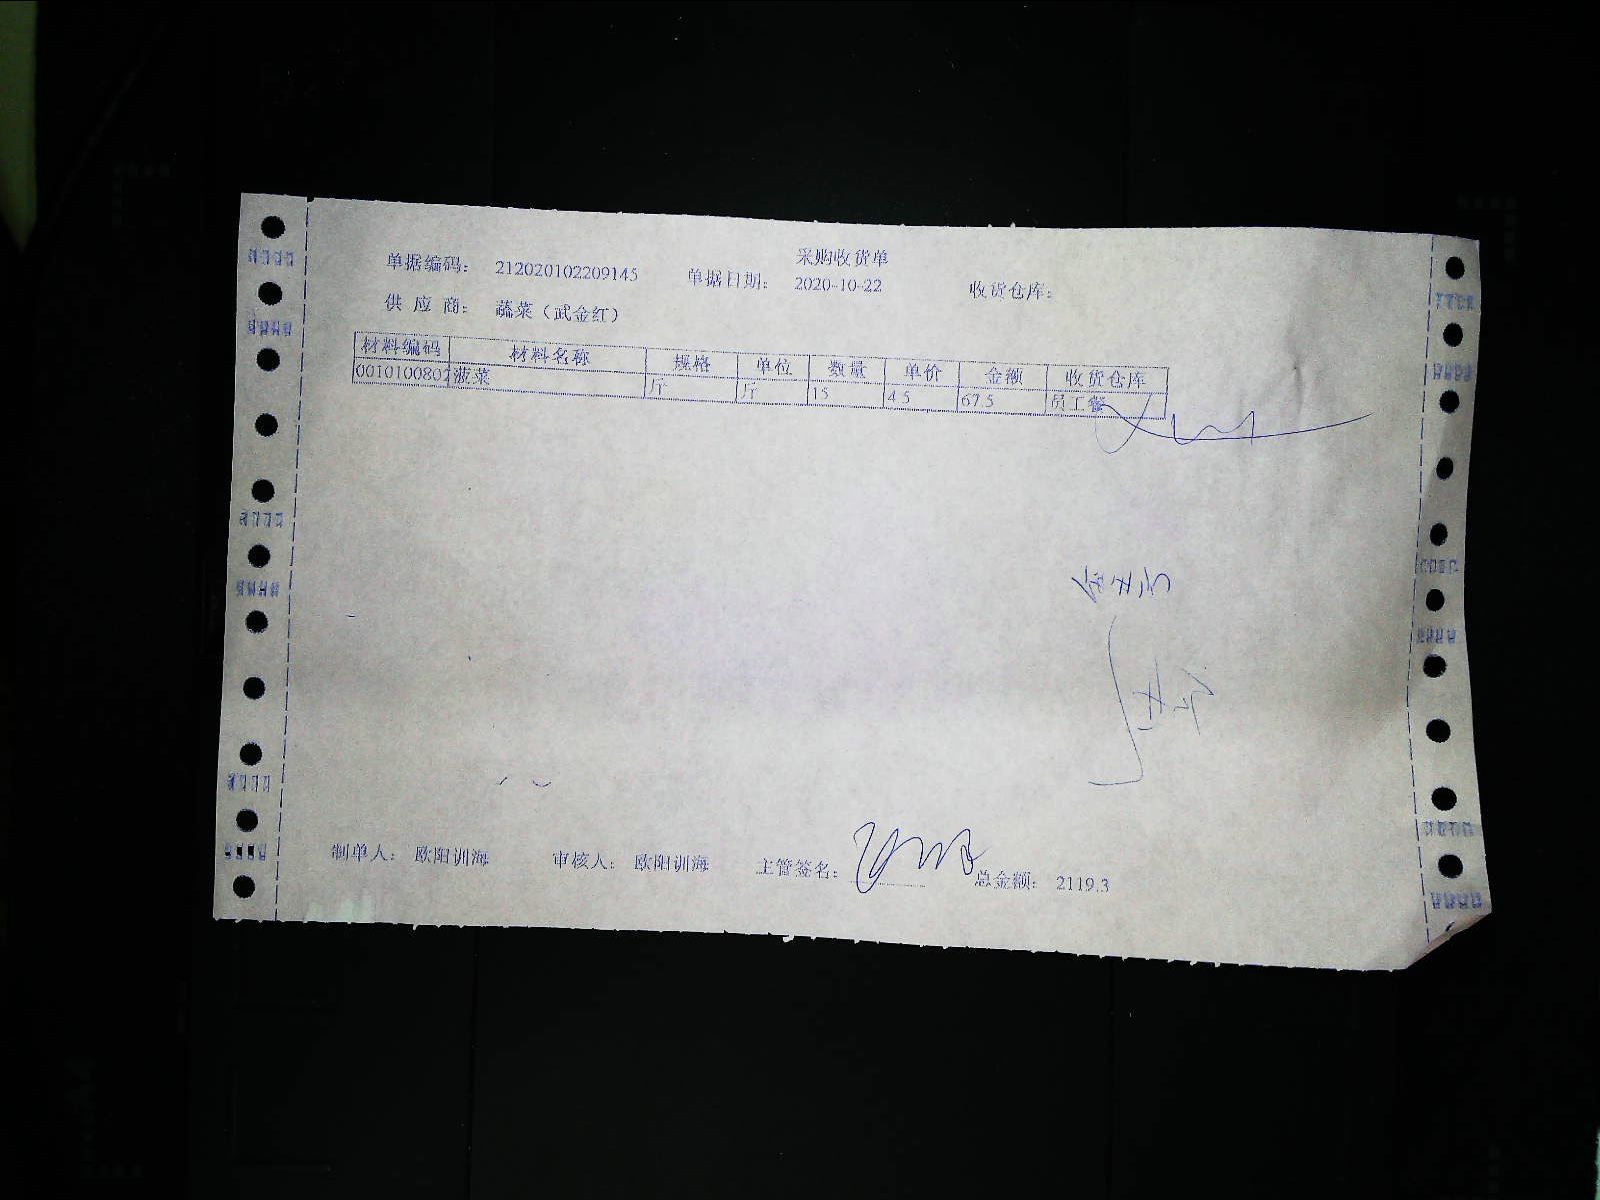 采购收货单
单据编码： 212020102209145 单据日期： 2020-10-22 收货仓库：
供 应 商： 蔬菜（武金红）
材料编码 材料名称 规格 单位 数量 单价 金额 收货仓库
0010100802 菠菜 斤 斤 15 4.5 67.5 员工餐
制单人： 欧阳训海 审核人： 欧阳训海 主管签名： 总金额： 2119.3